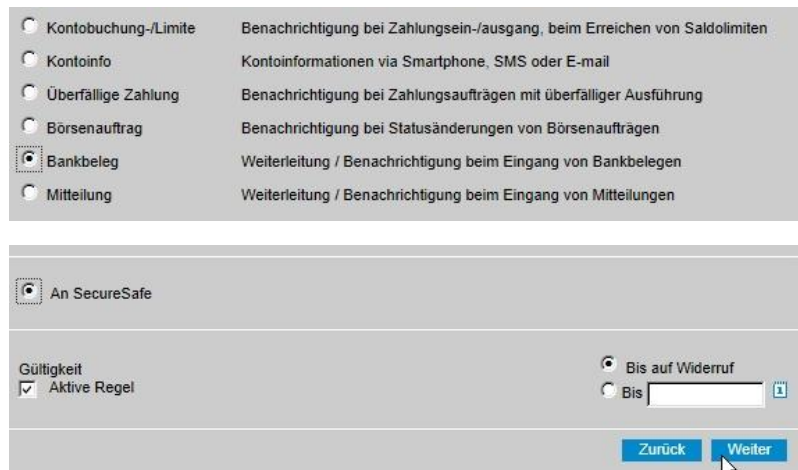 Kontobuchung-/Limite Benachrichtigung bei Zahlungsein-/ausgang, beim Erreichen von Saldolimiten
Kontoinfo Kontoinformationen via Smartphone, SMS oder E-mail
Überfällige Zahlung Benachrichtigung bei Zahlungsaufträgen mit überfälliger Ausführung
Börsenauftrag Benachrichtigung bei Statusänderungen von Börsenaufträgen
Bankbeleg Weiterleitung / Benachrichtigung beim Eingang von Bankbelegen
Mitteilung Weiterleitung / Benachrichtigung beim Eingang von Mitteilungen
An SecureSafe
Gültigkeit Bis auf Widerruf
Aktive Regel Bis 1
Zurück Weiter